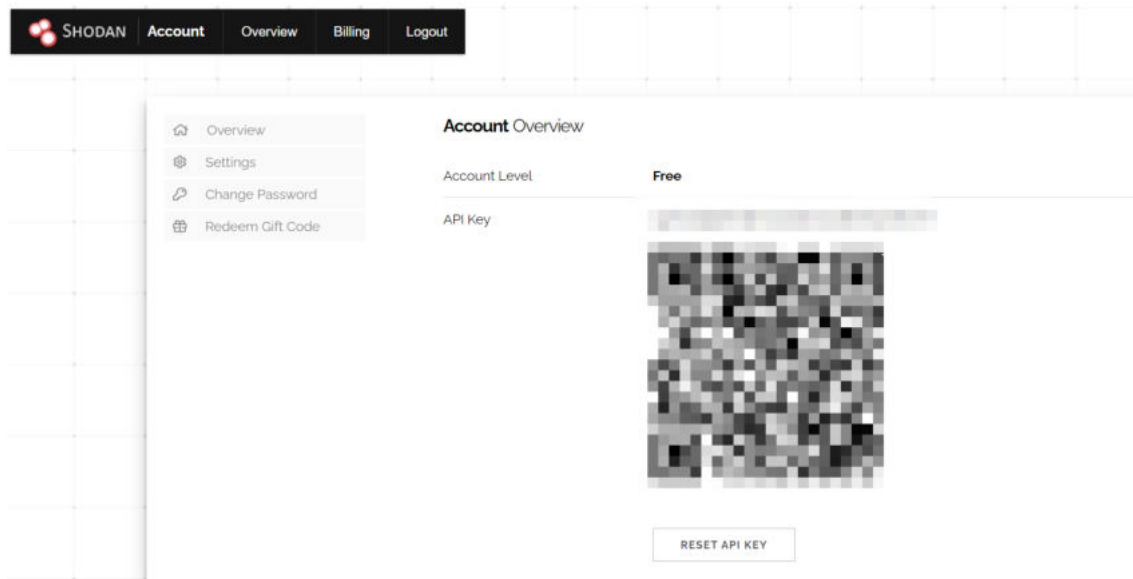 SHODAN Account Overview Billing Logout
Overview
Settings
Change Password
Redeem Gift Code
Account Overview
Account Level Free
API Key
RESET API KEY